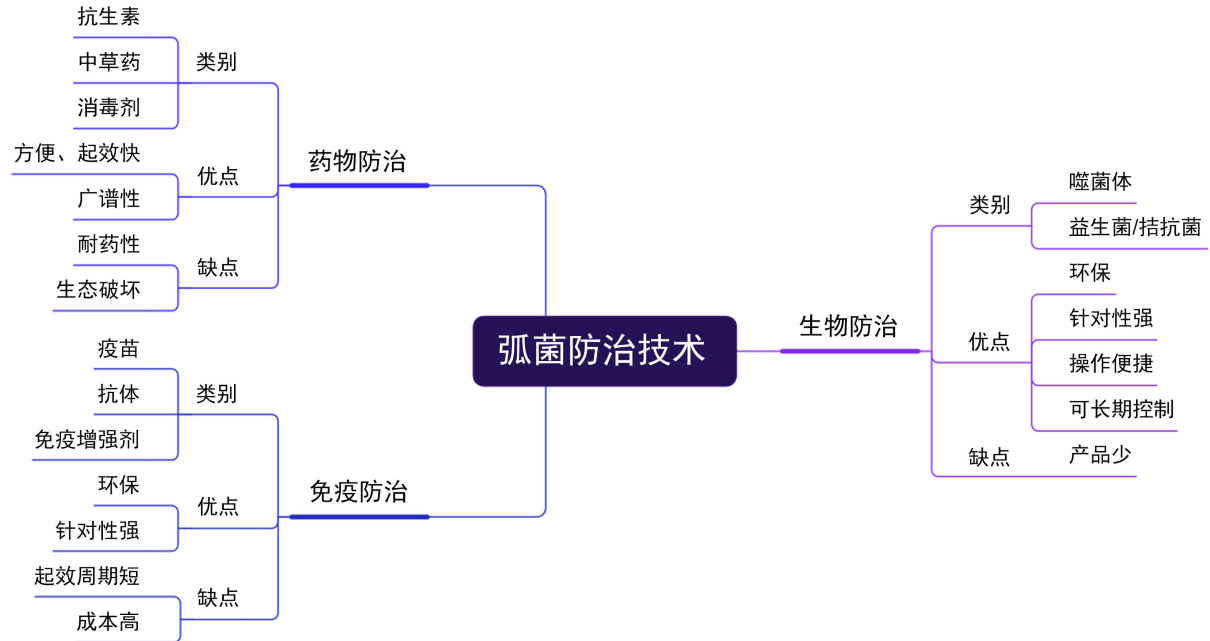 弧菌防治技术
药物防治
类别
抗生素
中草药
消毒剂
优点
方便、起效快
广谱性
缺点
耐药性
生态破坏
免疫防治
类别
疫苗
抗体
免疫增强剂
优点
环保
针对性强
缺点
起效周期短
成本高
生物防治
类别
噬菌体
益生菌/拮抗菌
优点
环保
针对性强
操作便捷
可长期控制
缺点
产品少